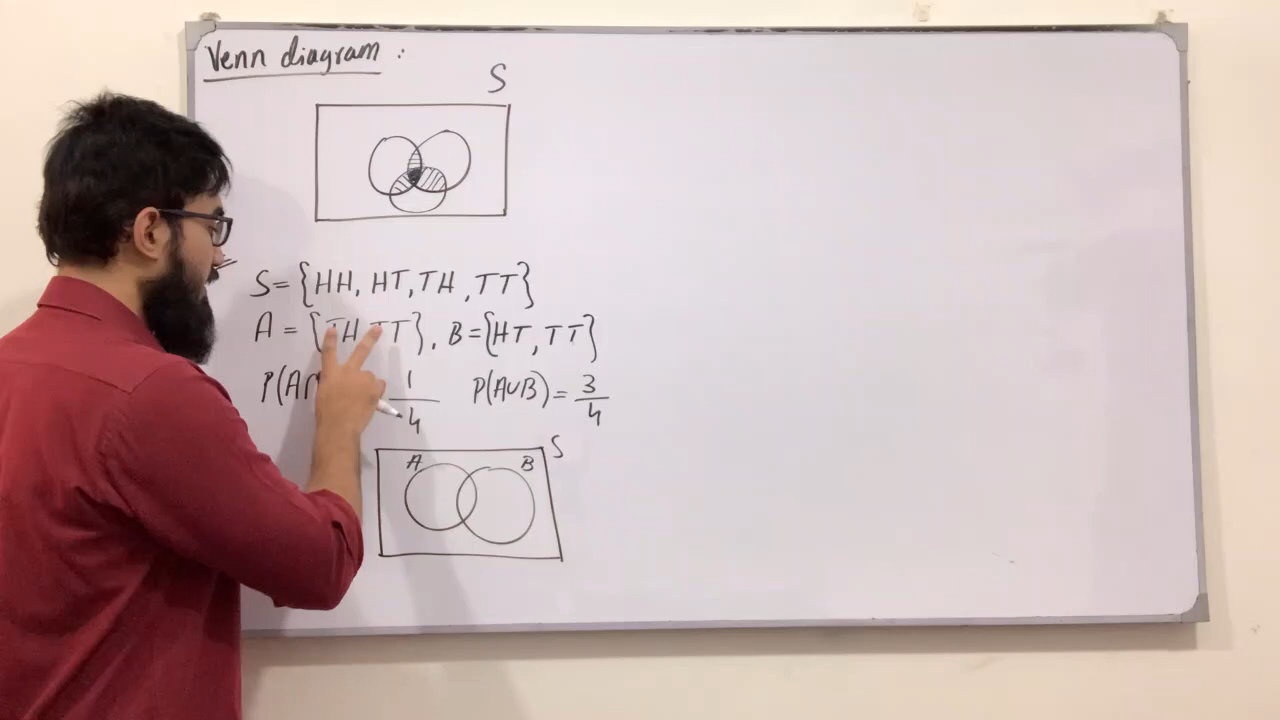 Venn diagram :
S
S = {HH, HT, TH, TT}
A = {TH, TT}, B = {HT, TT}
P(A∩ 1/4 P(A∪B) = 3/4
S
A B